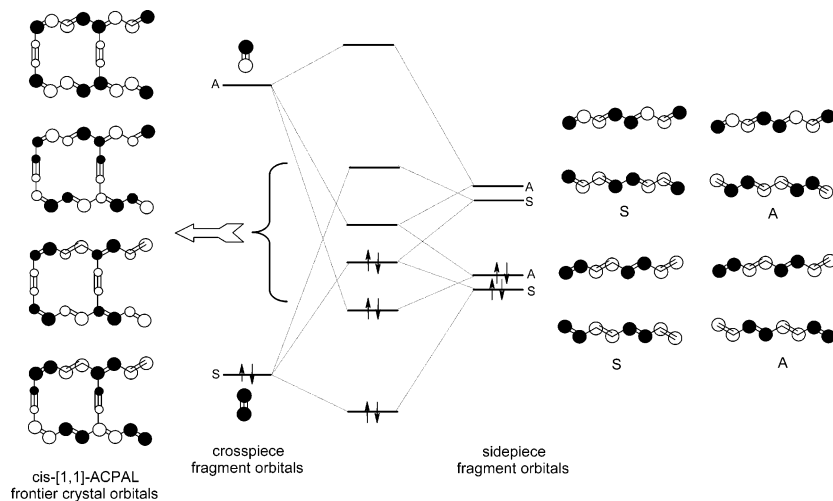 A
S
A
S
A
S
S
A
S
A
crosspiece
fragment orbitals
sidepiece
fragment orbitals
cis-[1,1]-ACPAL
frontier crystal orbitals